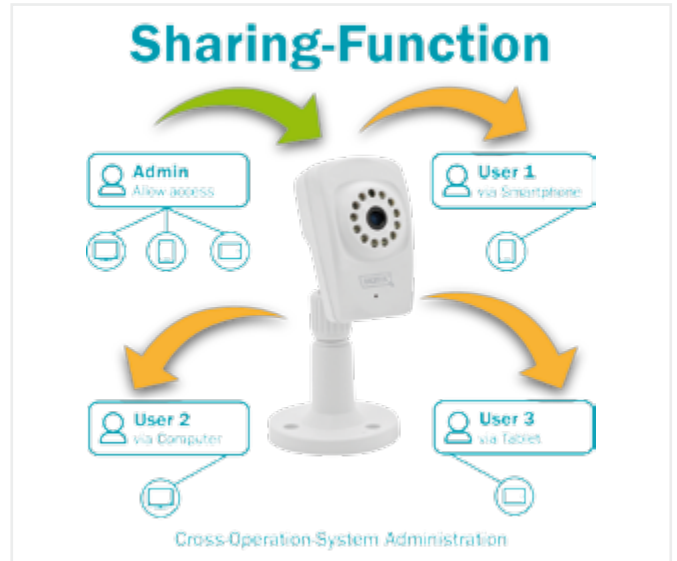 Sharing-Function
Admin
Allow access
User 1
via Smartphone
User 2
via Computer
User 3
via Tablet
Cross-Operation-System Administration